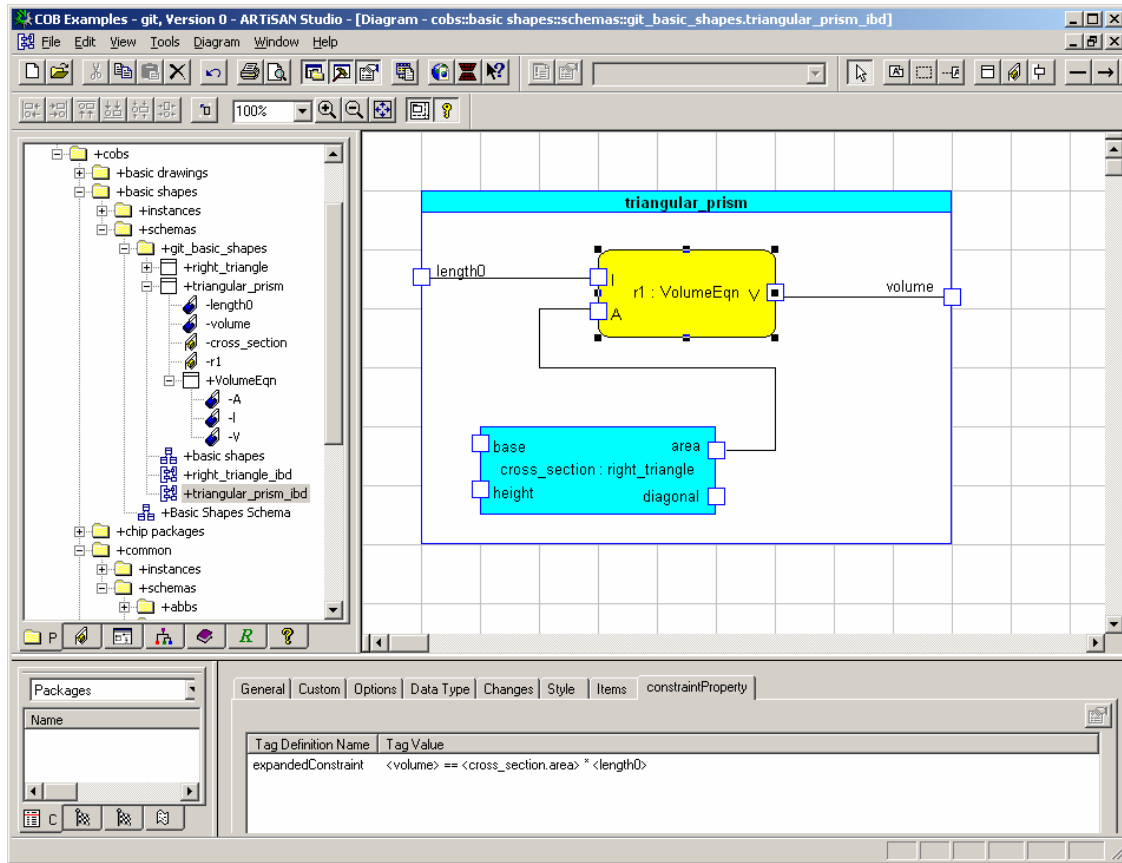 COB Examples - git, Version 0 - ARTiSAN Studio - [Diagram - cobs::basic shapes::schemas::git_basic_shapes.triangular_prism_ibd]
File Edit View Tools Diagram Window Help
100%
+cobs
+basic drawings
+basic shapes
+instances
+schemas
+git_basic_shapes
+right_triangle
+triangular_prism
-length0
-volume
-cross_section
-r1
+VolumeEqn
-A
-l
-V
+basic shapes
+right_triangle_ibd
+triangular_prism_ibd
+Basic Shapes Schema
+chip packages
+common
+instances
+schemas
+abbs
P R
triangular_prism
length0
l
r1 : VolumeEqn
V
volume
A
base
area
cross_section : right_triangle
height
diagonal
Packages
Name
C
General Custom Options Data Type Changes Style Items constraintProperty
Tag Definition Name Tag Value
expandedConstraint <volume> == <cross_section.area> * <length0>